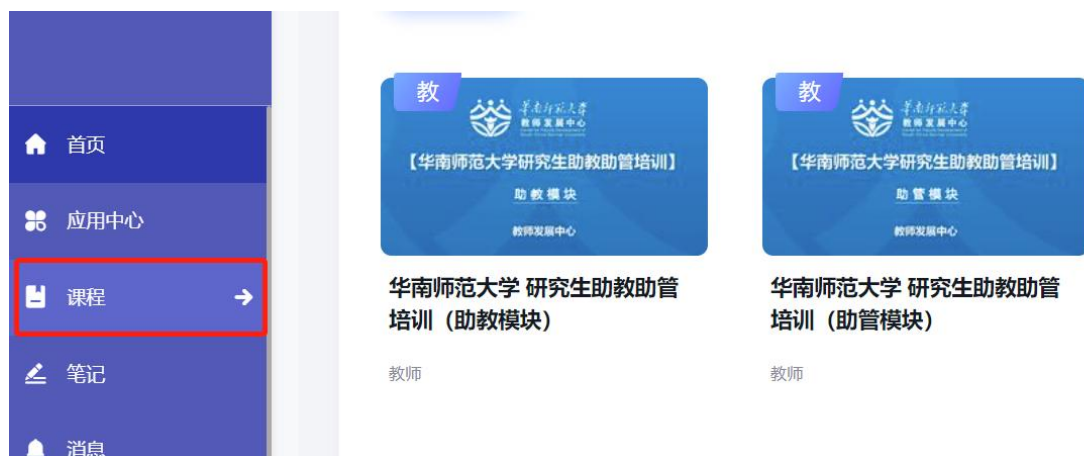 首页
应用中心
课程
笔记
消息
教
华南师范大学
教师发展中心
【华南师范大学研究生助教助管培训】
助教模块
教师发展中心
华南师范大学 研究生助教助管
培训（助教模块）
教师
教
华南师范大学
教师发展中心
【华南师范大学研究生助教助管培训】
助管模块
教师发展中心
华南师范大学 研究生助教助管
培训（助管模块）
教师